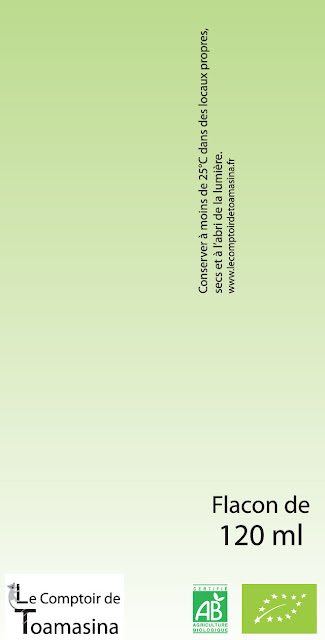 Conserver à moins de 25°C dans des locaux propres,
secs et à l'abri de la lumière.
www.lecomptoirdetoamasina.fr
Flacon de
120 ml
Le Comptoir de
Toamasina
CERTIFIÉ
AB
AGRICULTURE
BIOLOGIQUE